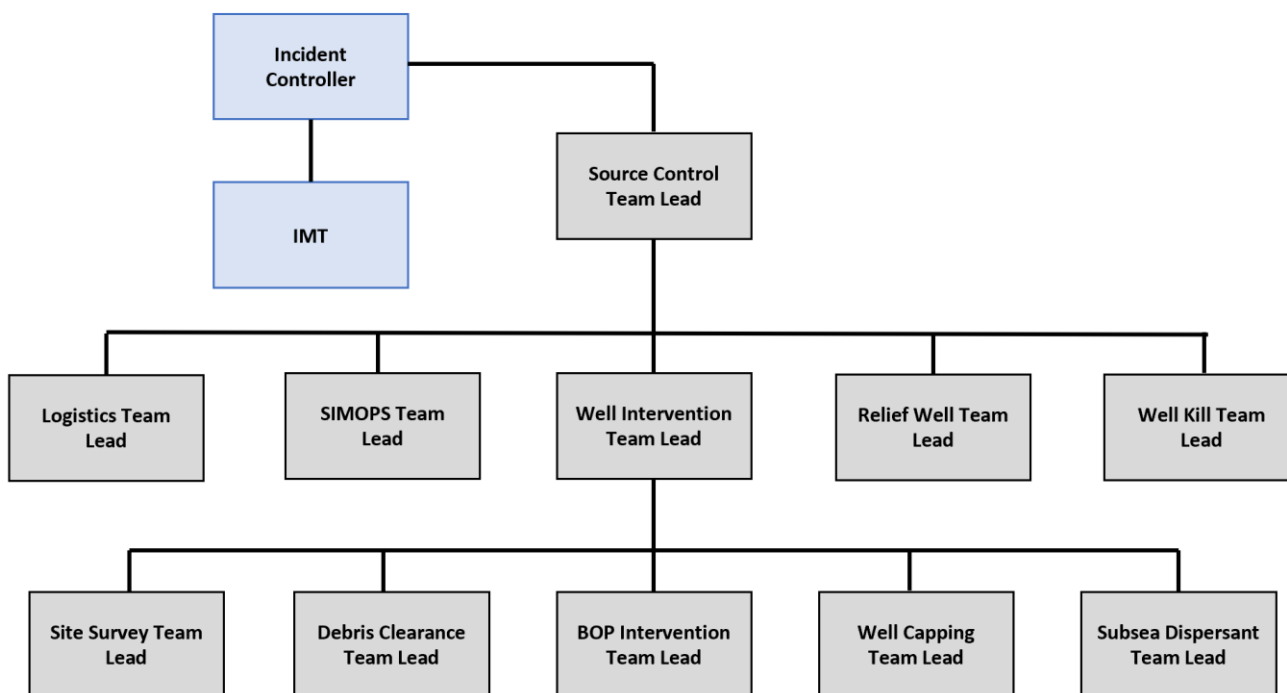 Incident
Controller
Source Control
Team Lead
IMT
Logistics Team
Lead
SIMOPS Team
Lead
Well Intervention
Team Lead
Relief Well Team
Lead
Well Kill Team
Lead
Site Survey Team
Lead
Debris Clearance
Team Lead
BOP Intervention
Team Lead
Well Capping
Team Lead
Subsea Dispersant
Team Lead